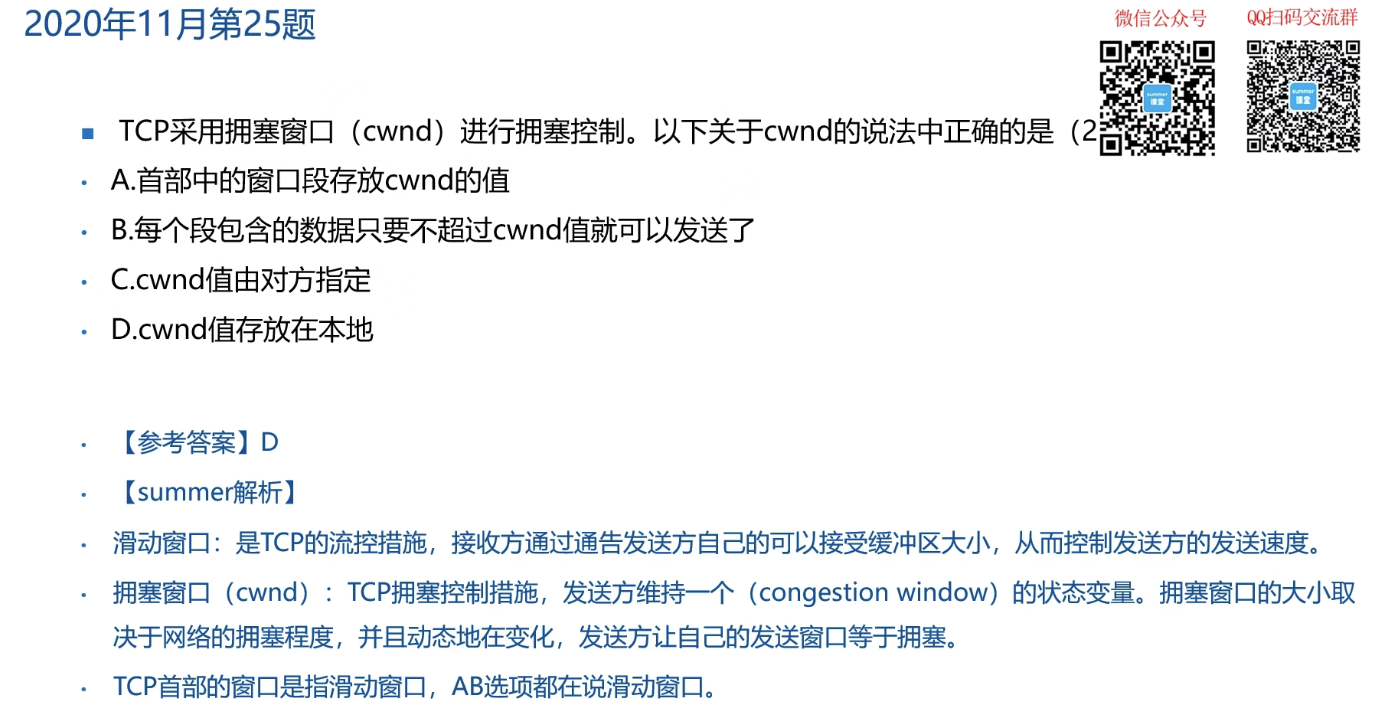 2020年11月第25题
微信公众号
QQ扫码交流群
summer
课堂
summer
课堂
■ TCP采用拥塞窗口（cwnd）进行拥塞控制。以下关于cwnd的说法中正确的是（2
• A.首部中的窗口段存放cwnd的值
• B.每个段包含的数据只要不超过cwnd值就可以发送了
• C.cwnd值由对方指定
• D.cwnd值存放在本地
• 【参考答案】D
• 【summer解析】
• 滑动窗口：是TCP的流控措施，接收方通过通告发送方自己的可以接受缓冲区大小，从而控制发送方的发送速度。
• 拥塞窗口（cwnd）：TCP拥塞控制措施，发送方维持一个（congestion window）的状态变量。拥塞窗口的大小取
决于网络的拥塞程度，并且动态地在变化，发送方让自己的发送窗口等于拥塞。
• TCP首部的窗口是指滑动窗口，AB选项都在说滑动窗口。